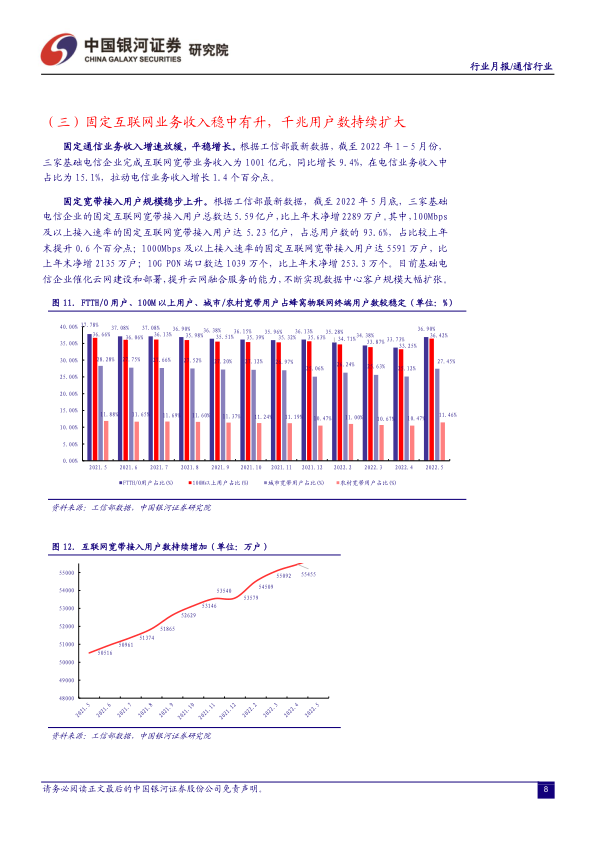 中国银河证券 研究院
CHINA GALAXY SECURITIES
行业月报/通信行业
（三）固定互联网业务收入稳中有升，千兆用户数持续扩大
固定通信业务收入增速放缓，平稳增长。根据工信部最新数据，截至 2022 年 1-5 月份，
三家基础电信企业完成互联网宽带业务收入为 1001 亿元，同比增长 9.4%，在电信业务收入中
占比为 15.1%，拉动电信业务收入增长 1.4 个百分点。
固定宽带接入用户规模稳步上升。根据工信部最新数据，截至 2022 年 5 月底，三家基础
电信企业的固定互联网宽带接入用户总数达 5.59 亿户，比上年末净增 2289 万户。其中，100Mbps
及以上接入速率的固定互联网宽带接入用户达 5.23 亿户，占总用户数的 93.6%，占比较上年
末提升 0.6 个百分点；1000Mbps 及以上接入速率的固定互联网宽带接入用户达 5591 万户，比
上年末净增 2135 万户；10G PON 端口数达 1039 万个，比上年末净增 253.3 万个。目前基础电
信企业催化云网建设和部署，提升云网融合服务的能力，不断实现数据中心客户规模大幅扩张。
图 11. FTTH/O 用户、100M 以上用户、城市/农村宽带用户占蜂窝物联网终端用户数较稳定（单位：%）
37.78% 37.08% 37.08% 36.98% 36.38% 36.15% 35.96% 36.13% 35.28% 34.38% 33.73% 36.90%
36.66% 36.06% 36.13% 35.98% 35.51% 35.39% 35.32% 35.63% 34.71% 33.87% 33.25% 36.42%
28.28% 27.75% 27.66% 27.52% 27.20% 27.12% 26.97% 25.06% 26.24% 25.63% 25.12% 27.45%
11.88% 11.65% 11.69% 11.60% 11.37% 11.24% 11.19% 10.47% 11.00% 10.67% 10.47% 11.46%
40.00%
35.00%
30.00%
25.00%
20.00%
15.00%
10.00%
5.00%
0.00%
2021.5 2021.6 2021.7 2021.8 2021.9 2021.10 2021.11 2021.12 2022.2 2022.3 2022.4 2022.5
FTTH/O用户占比(%) 100M以上用户占比(%) 城市宽带用户占比(%) 农村宽带用户占比(%)
资料来源：工信部数据，中国银河证券研究院
图 12. 互联网宽带接入用户数持续增加（单位：万户）
55000
54000
53000
52000
51000
50000
49000
48000
50516 50961 51374 51865 52629 53146 53548 53579 54509 55092 55455
2021.5 2021.6 2021.7 2021.8 2021.9 2021.10 2021.11 2021.12 2022.2 2022.3 2022.4 2022.5
资料来源：工信部数据，中国银河证券研究院
请务必阅读正文最后的中国银河证券股份公司免责声明。
8